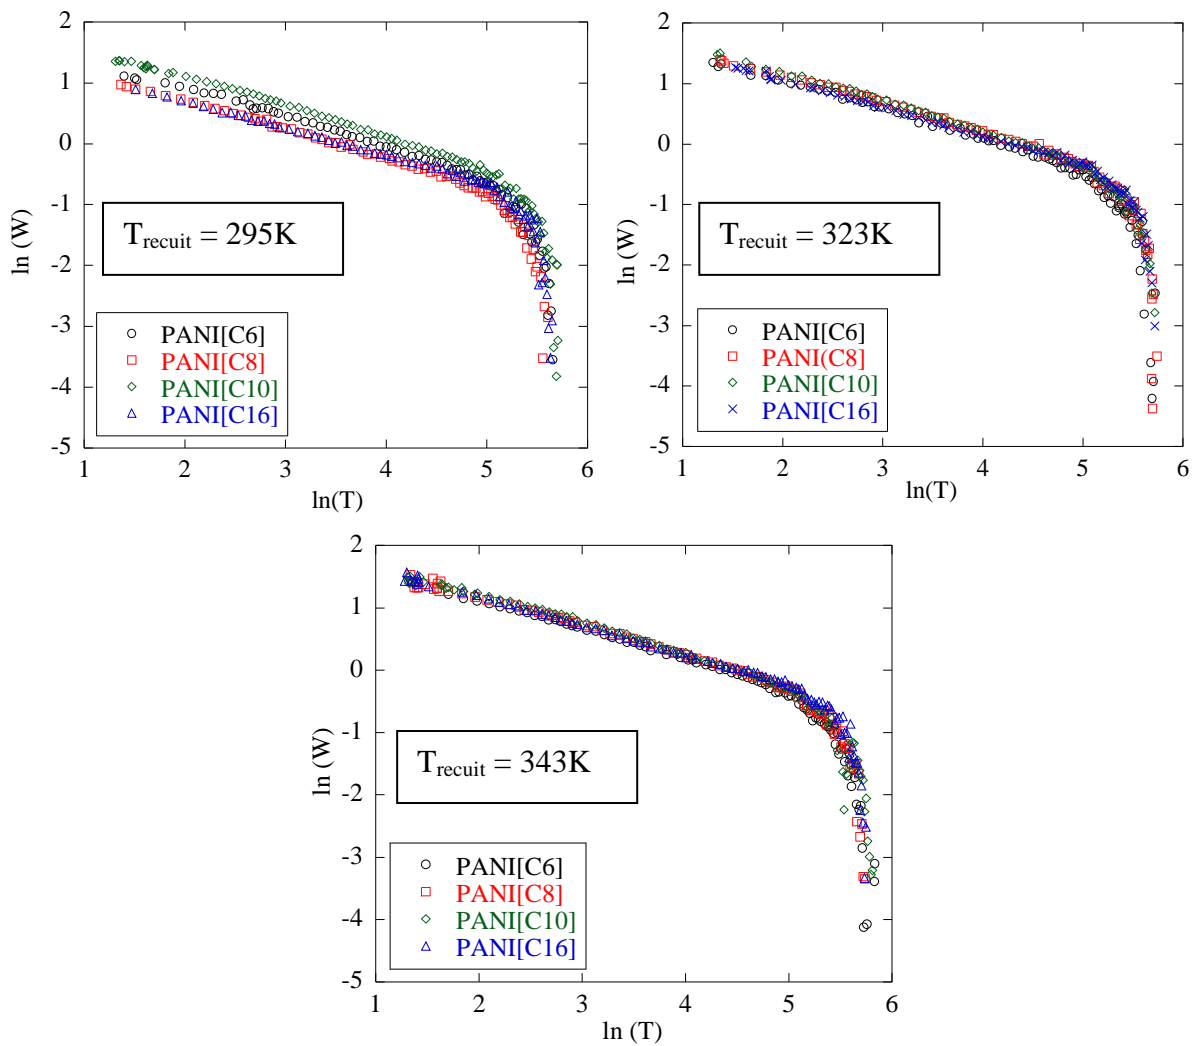 2
1
0
-1
-2
-3
-4
-5
ln (W)
T recuit = 295K
PANI[C6]
PANI[C8]
PANI[C10]
PANI[C16]
1 2 3 4 5 6
ln(T)
2
1
0
-1
-2
-3
-4
-5
ln (W)
T recuit = 323K
PANI[C6]
PANI(C8]
PANI[C10]
PANI[C16]
1 2 3 4 5 6
ln(T)
2
1
0
-1
-2
-3
-4
-5
ln (W)
T recuit = 343K
PANI[C6]
PANI[C8]
PANI[C10]
PANI[C16]
1 2 3 4 5 6
ln (T)